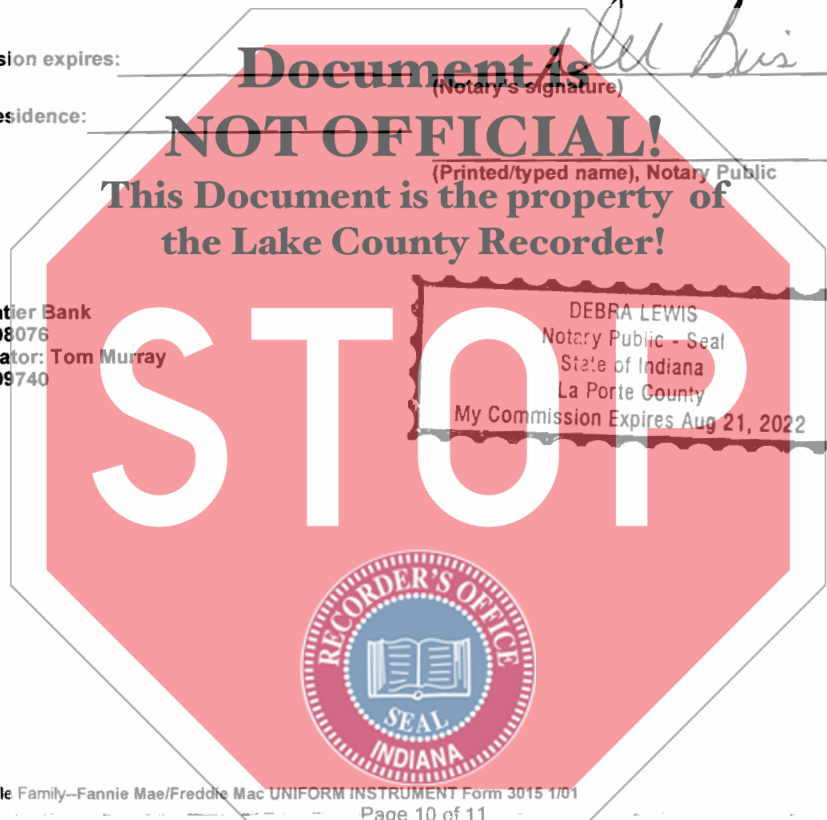 sion expires:
Document is
(Notary's signature)
esidence:
NOT OFFICIAL!
(Printed/typed name), Notary Public
This Document is the property of
the Lake County Recorder!
tier Bank
98076
ator: Tom Murray
09740
DEBRA LEWIS
Notary Public - Seal
State of Indiana
La Porte County
My Commission Expires Aug 21, 2022
STOP
RECORDER'S OFFICE
SEAL
INDIANA
le Family--Fannie Mae/Freddie Mac UNIFORM INSTRUMENT Form 3015 1/01
Page 10 of 11